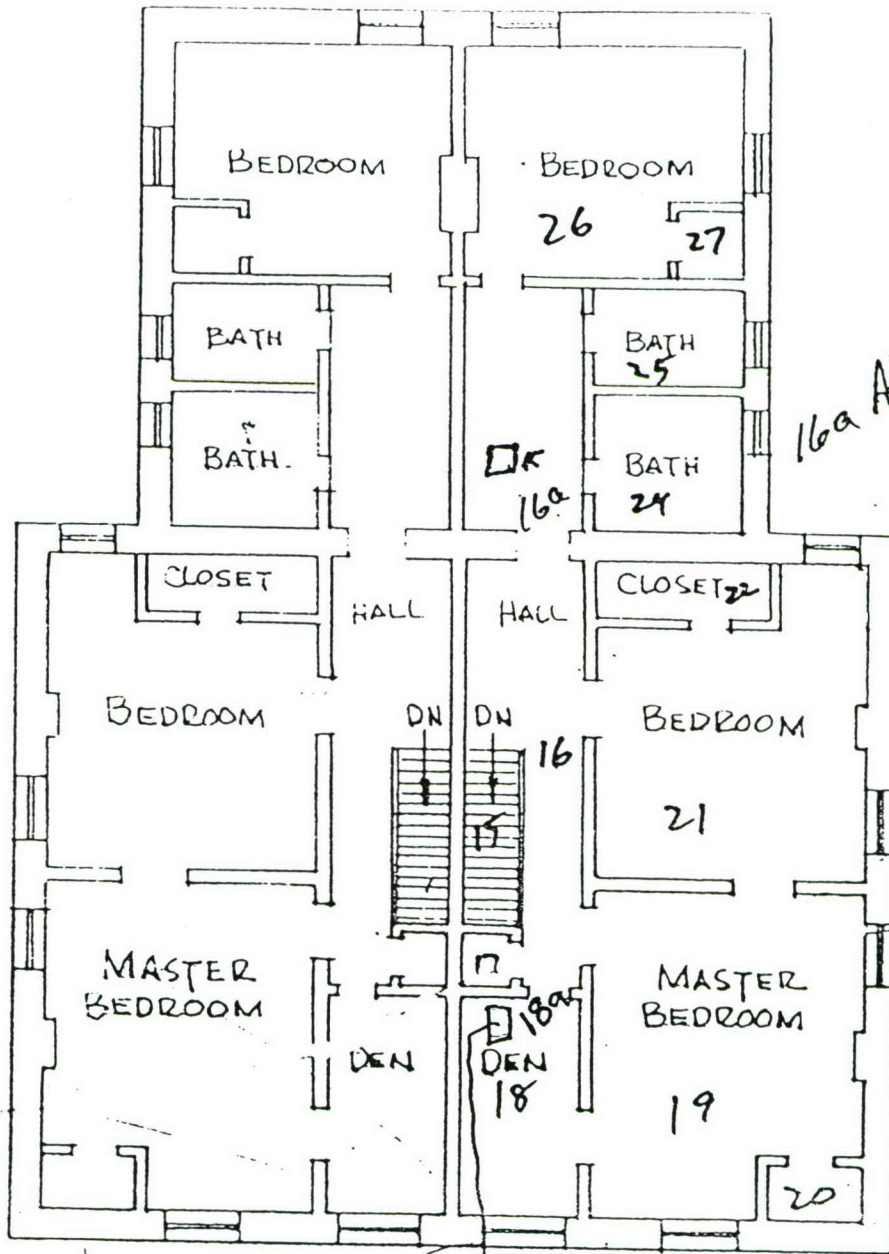 BEDROOM
BEDROOM
26
27
BATH
BATH
25
16a A
BATH
BATH
24
16a
CLOSET
CLOSET 22
HALL
HALL
BEDROOM
DN
DN
BEDROOM
16
15
21
MASTER
BEDROOM
MASTER
BEDROOM
18a
DEN
DEN
18
19
20